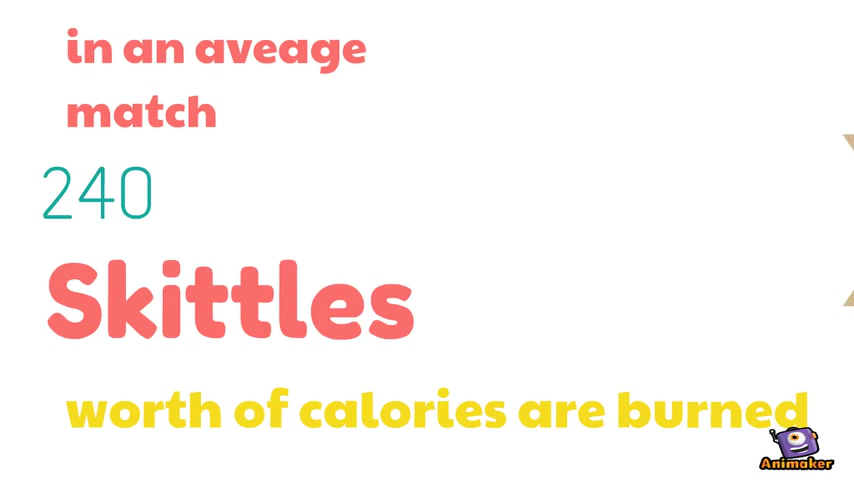 in an aveage
match
240
Skittles
worth of calories are burned
Animaker